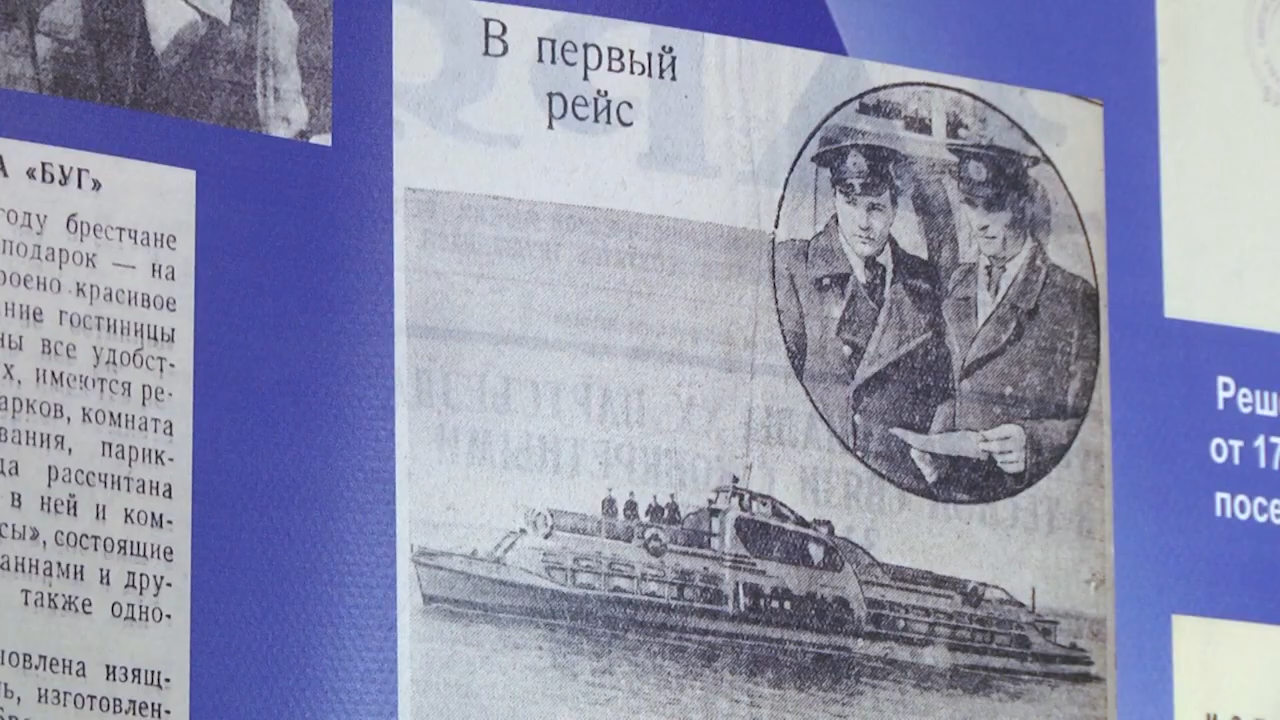 А «БУГ»
году брестчане
подарок — на
роено красивое
ние гостиницы
ны все удобст-
х, имеются ре-
арков, комната
вания, парик-
да рассчитана
в ней и ком-
сы», состоящие
аннами и дру-
также одно-
новлена изящ-
ь, изготовлен-
В первый
рейс
Реш
от 17
посе